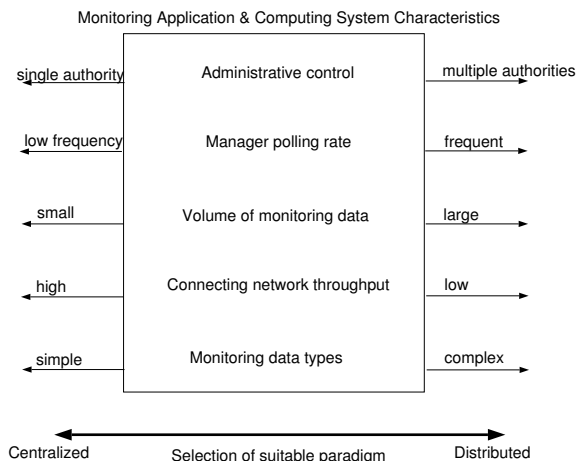 Monitoring Application & Computing System Characteristics
single authority Administrative control multiple authorities
low frequency Manager polling rate frequent
small Volume of monitoring data large
high Connecting network throughput low
simple Monitoring data types complex
Centralized Selection of suitable paradigm Distributed